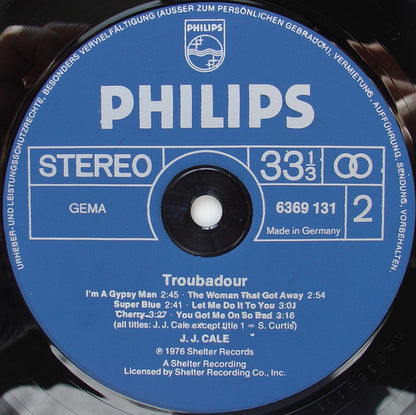 URHEBER- UND LEISTUNGSSCHUTZRECHTE, BESONDERS VERVIELFÄLTIGUNG (AUSSER ZUM PERSÖNLICHEN GEBRAUCH), VERMIETUNG, AUFFÜHRUNG, SENDUNG, VORBEHALTEN.
PHILIPS
PHILIPS
STEREO 33⅓
GEMA 6369 131 2
Made in Germany
Troubadour
I'm A Gypsy Man 2:45 - The Woman That Got Away 2:54
Super Blue 2:41 - Let Me Do It To You 3:01
Cherry 3:27 - You Got Me On So Bad 3:16
(all titles: J. J. Cale except title 1 = S. Curtis)
J. J. CALE
Ⓟ 1976 Shelter Records
A Shelter Recording
Licensed by Shelter Recording Co., Inc.